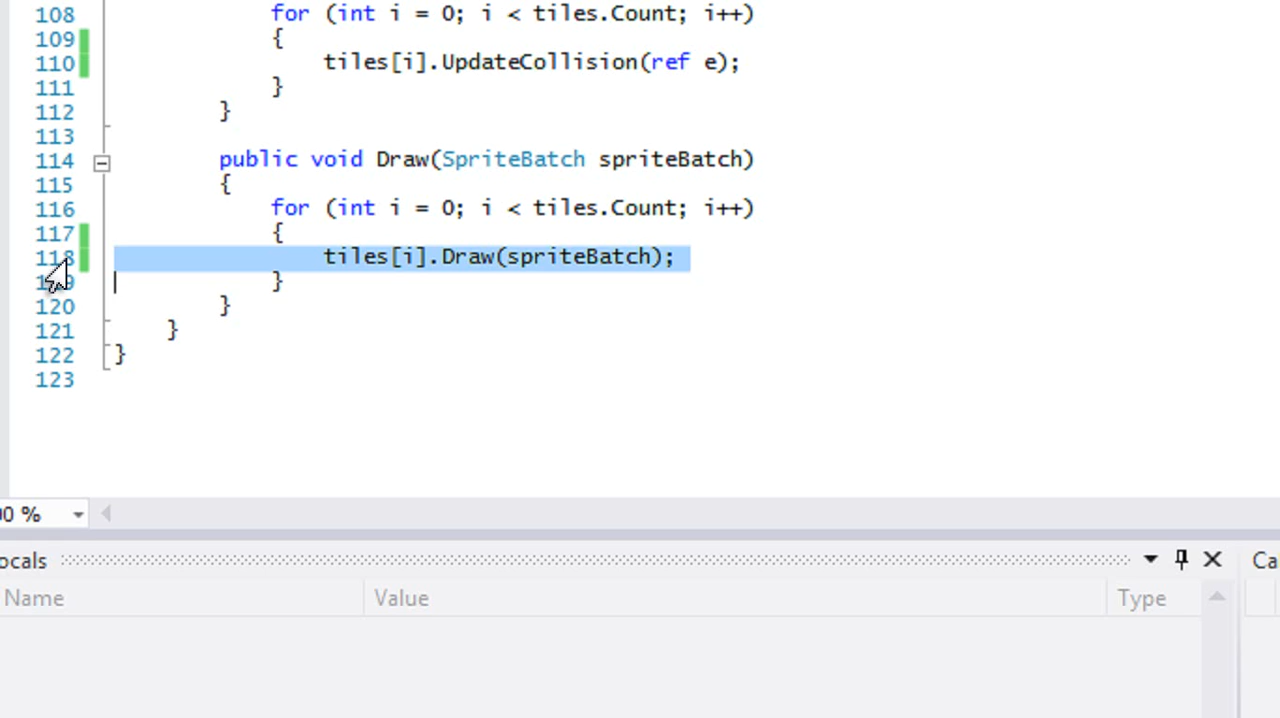 108 for (int i = 0; i < tiles.Count; i++)
109 {
110 tiles[i].UpdateCollision(ref e);
111 }
112 }
113
114 public void Draw(SpriteBatch spriteBatch)
115 {
116 for (int i = 0; i < tiles.Count; i++)
117 {
118 tiles[i].Draw(spriteBatch);
119 }
120 }
121 }
122 }
123
00 %
ocals
Ca
Name Value Type